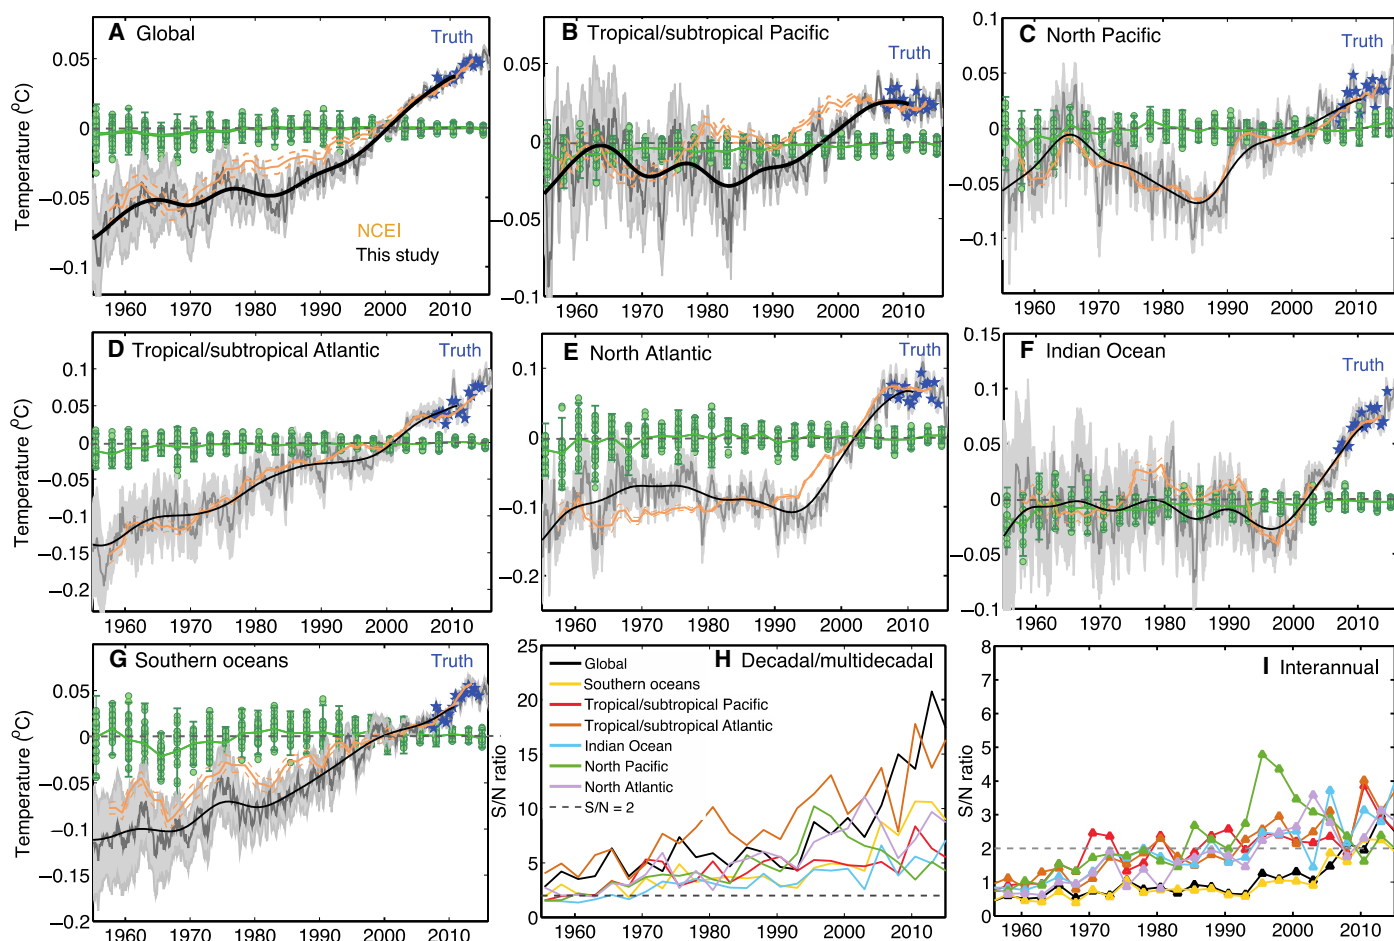 A Global
Truth
Temperature (⁰C)
0.05
0
−0.05
−0.1
NCEI
This study
1960 1970 1980 1990 2000 2010
B Tropical/subtropical Pacific
Truth
0.05
0
−0.05
−0.1
1960 1970 1980 1990 2000 2010
C North Pacific
Truth
0.1
0.05
0
−0.05
−0.1
1960 1970 1980 1990 2000 2010
D Tropical/subtropical Atlantic
Truth
Temperature (⁰C)
0.1
0.05
0
−0.05
−0.1
−0.15
−0.2
1960 1970 1980 1990 2000 2010
E North Atlantic
Truth
0.1
0
−0.1
−0.2
1960 1970 1980 1990 2000 2010
F Indian Ocean
Truth
0.15
0.1
0.05
0
−0.05
−0.1
1960 1970 1980 1990 2000 2010
G Southern oceans
Truth
Temperature (⁰C)
0.05
0
−0.05
−0.1
−0.15
−0.2
1960 1970 1980 1990 2000 2010
H Decadal/multidecadal
S/N ratio
25
20
15
10
5
0
Global
Southern oceans
Tropical/subtropical Pacific
Tropical/subtropical Atlantic
Indian Ocean
North Pacific
North Atlantic
S/N = 2
1960 1970 1980 1990 2000 2010
I Interannual
S/N ratio
8
7
6
5
4
3
2
1
0
1960 1970 1980 1990 2000 2010